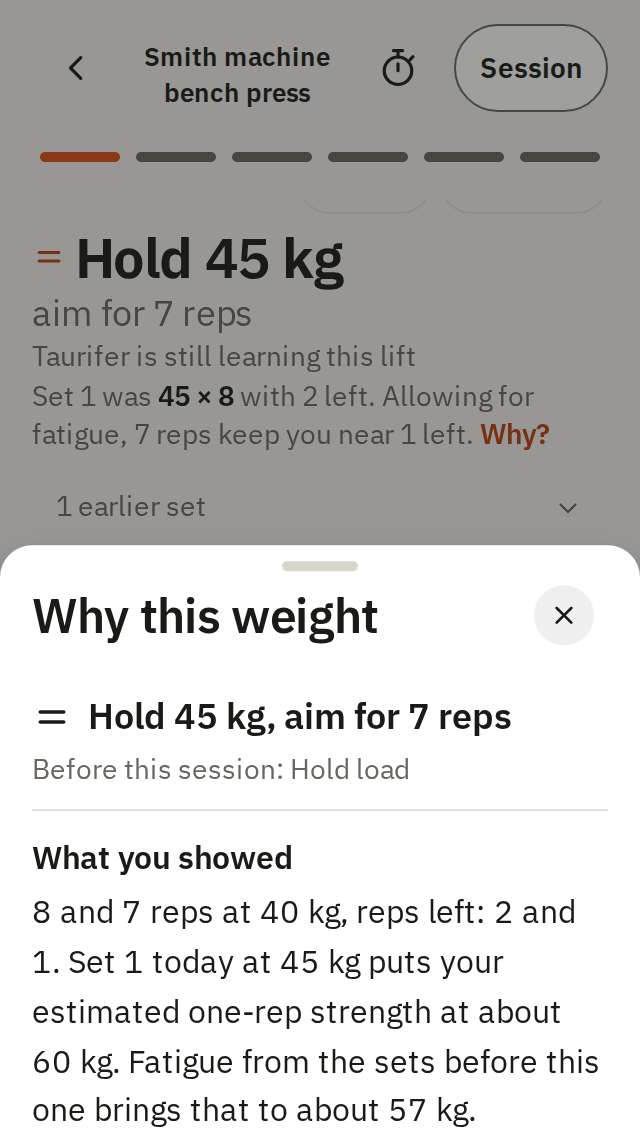 Smith machine
bench press
Session
= Hold 45 kg
aim for 7 reps
Taurifer is still learning this lift
Set 1 was 45 × 8 with 2 left. Allowing for
fatigue, 7 reps keep you near 1 left. Why?
1 earlier set
Why this weight
= Hold 45 kg, aim for 7 reps
Before this session: Hold load
What you showed
8 and 7 reps at 40 kg, reps left: 2 and
1. Set 1 today at 45 kg puts your
estimated one-rep strength at about
60 kg. Fatigue from the sets before this
one brings that to about 57 kg.